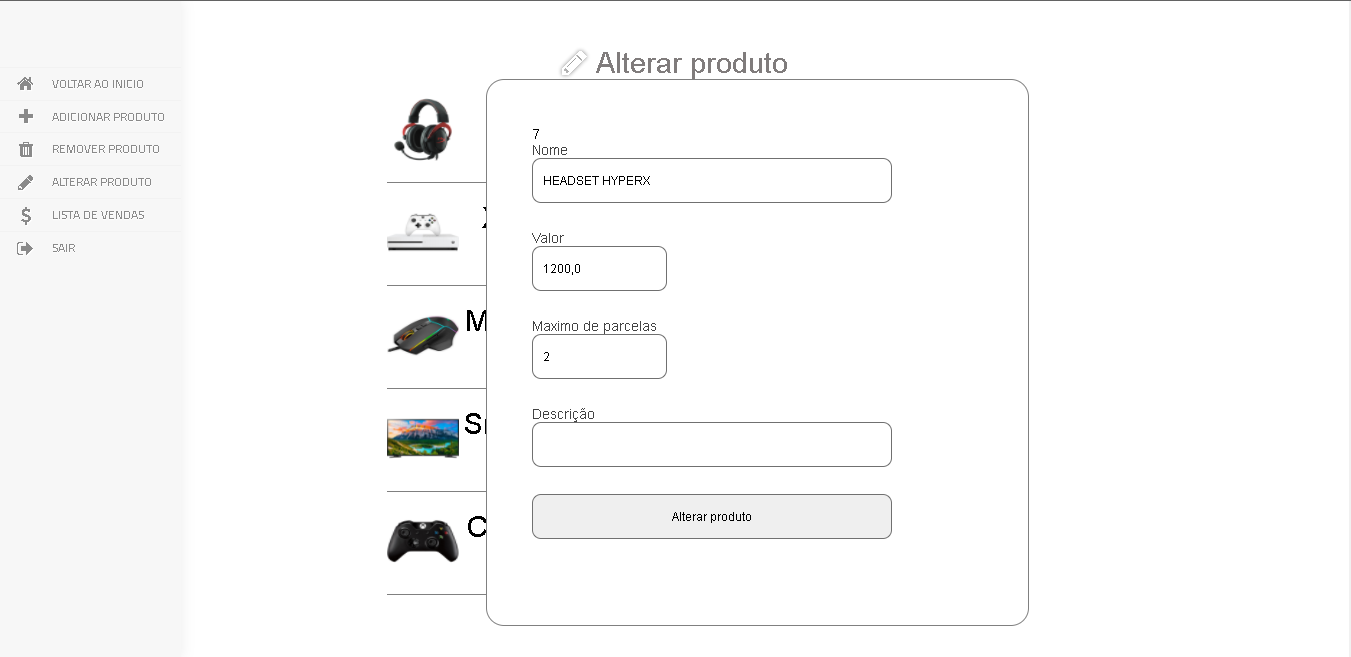 VOLTAR AO INICIO
ADICIONAR PRODUTO
REMOVER PRODUTO
ALTERAR PRODUTO
LISTA DE VENDAS
SAIR
Alterar produto
M
C
7
Nome
HEADSET HYPERX
Valor
1200,0
Maximo de parcelas
2
Descrição
Alterar produto